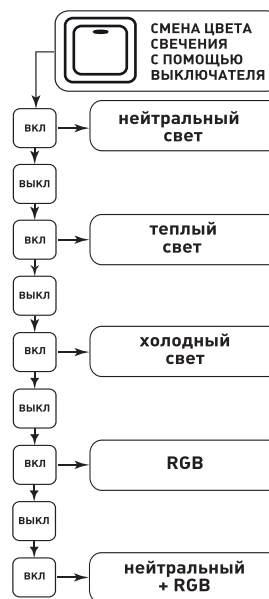 СМЕНА ЦВЕТА
СВЕЧЕНИЯ
С ПОМОЩЬЮ
ВЫКЛЮЧАТЕЛЯ
ВКЛ
нейтральный
свет
ВЫКЛ
ВКЛ
теплый
свет
ВЫКЛ
ВКЛ
холодный
свет
ВЫКЛ
ВКЛ
RGB
ВЫКЛ
ВКЛ
нейтральный
+ RGB